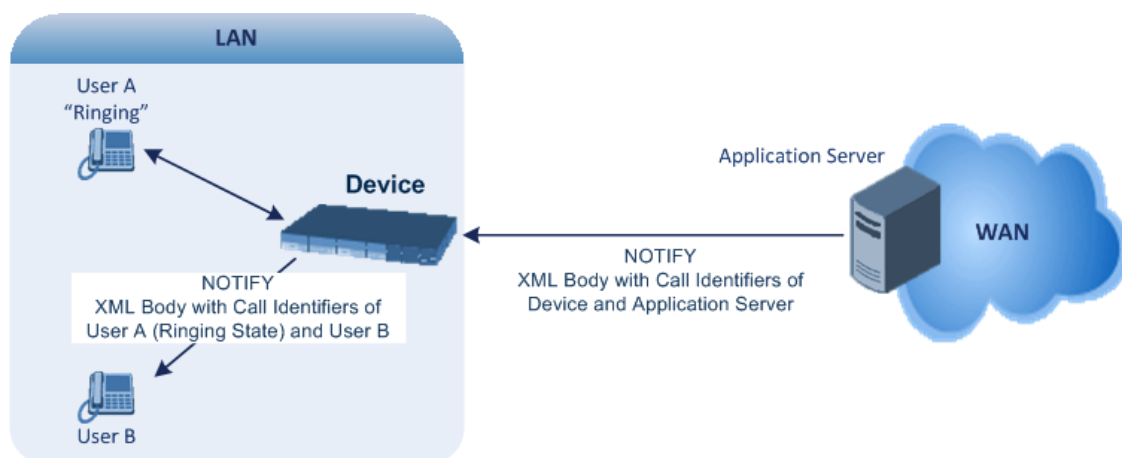 LAN
User A
“Ringing”
Device
NOTIFY
XML Body with Call Identifiers of
User A (Ringing State) and User B
User B
Application Server
NOTIFY
XML Body with Call Identifiers of
Device and Application Server
WAN